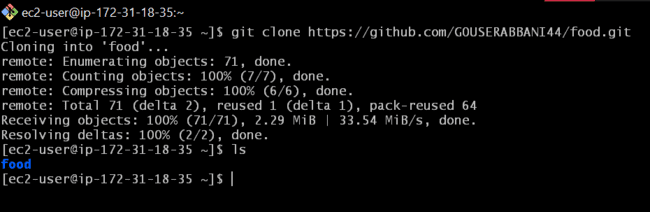 ec2-user@ip-172-31-18-35:~
[ec2-user@ip-172-31-18-35 ~]$ git clone https://github.com/GOUSERABBANI44/food.git
Cloning into 'food'...
remote: Enumerating objects: 71, done.
remote: Counting objects: 100% (7/7), done.
remote: Compressing objects: 100% (6/6), done.
remote: Total 71 (delta 2), reused 1 (delta 1), pack-reused 64
Receiving objects: 100% (71/71), 2.29 MiB | 33.54 MiB/s, done.
Resolving deltas: 100% (2/2), done.
[ec2-user@ip-172-31-18-35 ~]$ ls
food
[ec2-user@ip-172-31-18-35 ~]$